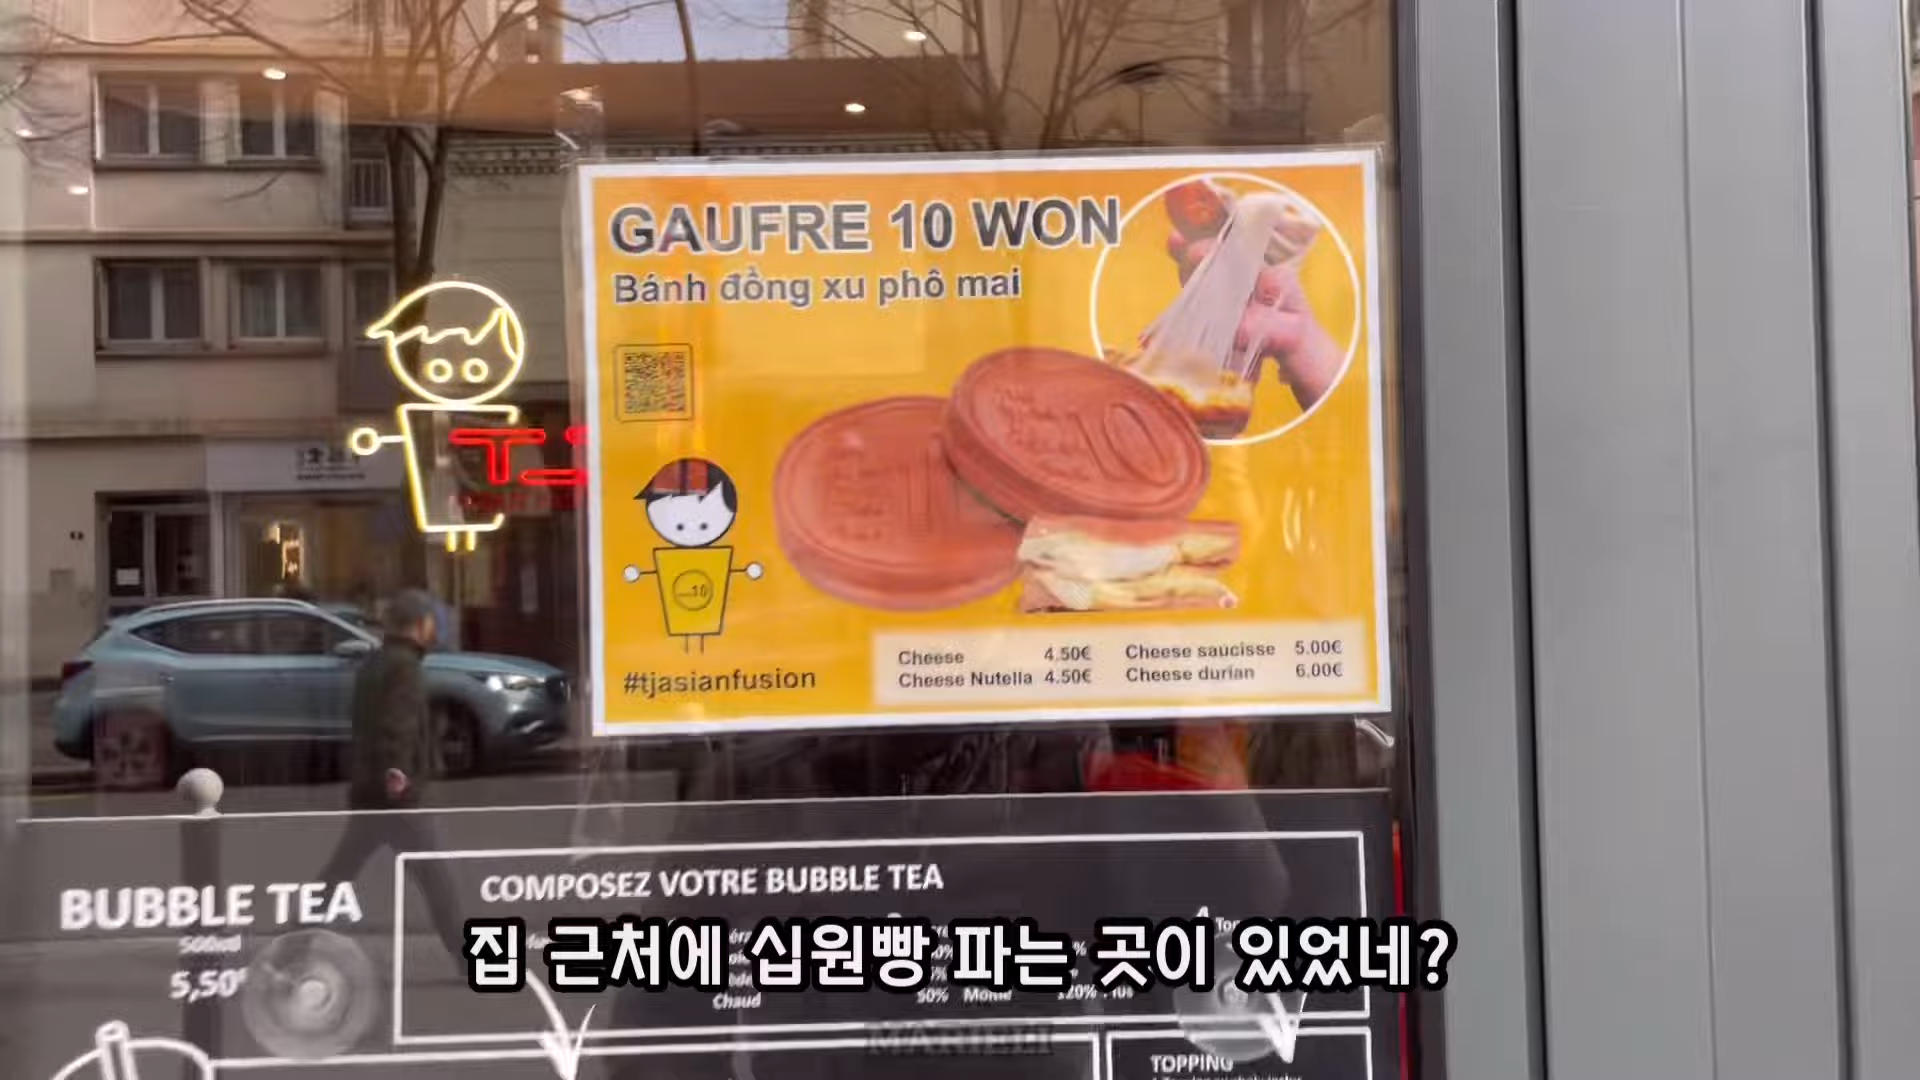 GAUFRE 10 WON
Bánh đồng xu phô mai
#tjasianfusion
Cheese 4.50€
Cheese Nutella 4.50€
Cheese saucisse 5.00€
Cheese durian 6.00€
BUBBLE TEA
500ml
5,50€
COMPOSEZ VOTRE BUBBLE TEA
집 근처에 십원빵 파는 곳이 있었네?
Chaud
50%
TOPPING